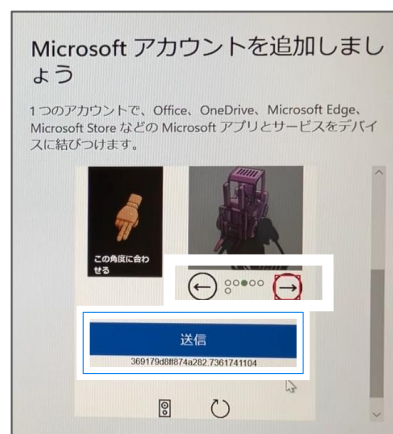 Microsoft アカウントを追加しまし
ょう
1つのアカウントで、Office、OneDrive、Microsoft Edge、
Microsoft Store などの Microsoft アプリとサービスをデバイ
スに結びつけます。
この角度に合わ
せる
送信
369179d8ff874a282.7361741104